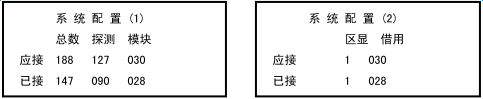 系 统 配 置 (1)
总数 探测 模块
应接 188 127 030
已接 147 090 028
系 统 配 置 (2)
区显 借用
应接 1 030
已接 1 028